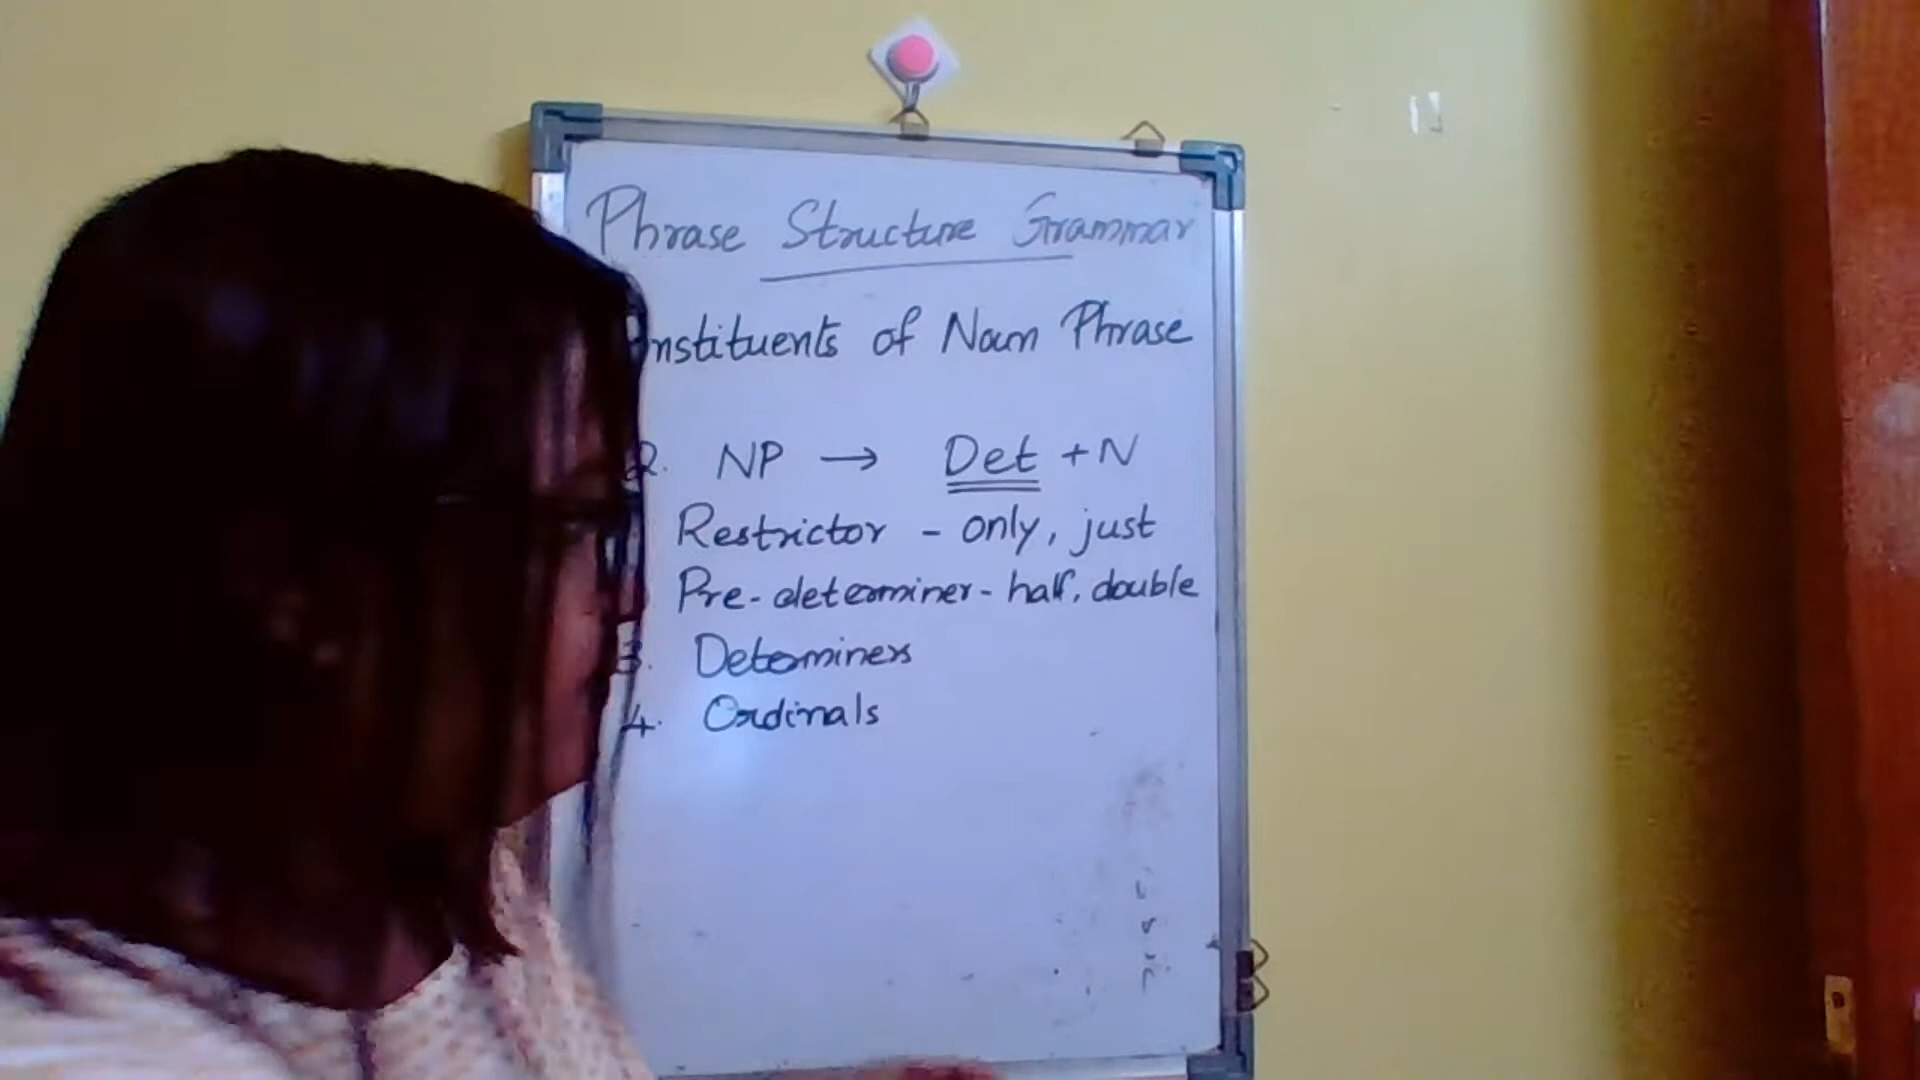 Phrase Structure Grammar
nstituents of Noun Phrase
2. NP → Det + N
Restrictor - only, just
Pre-determiner - half, double
3. Determiners
4. Ordinals